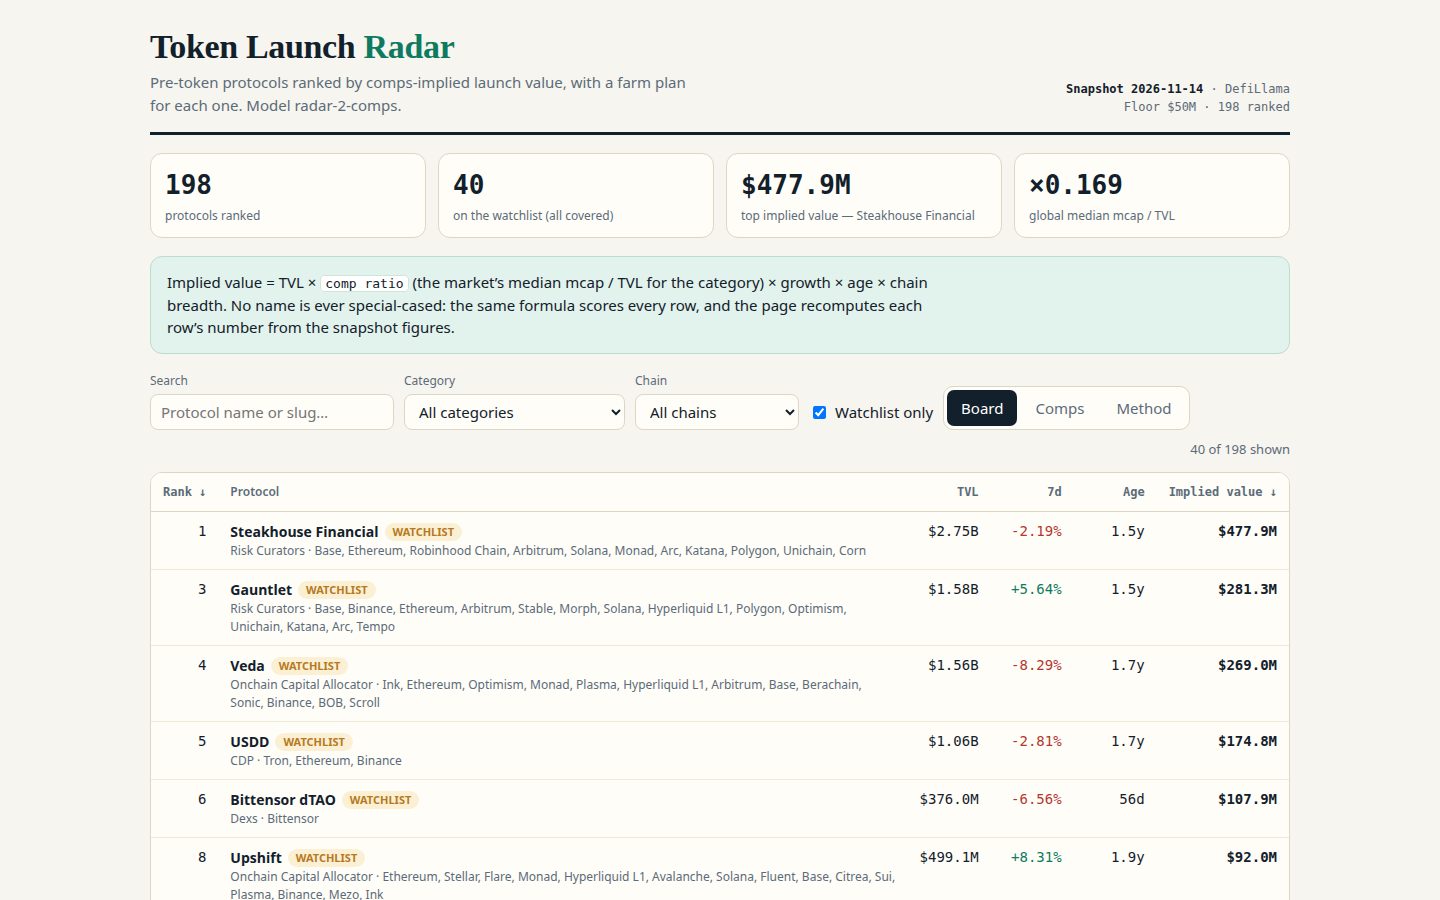 Token Launch Radar
Pre-token protocols ranked by comps-implied launch value, with a farm plan
for each one. Model radar-2-comps.
Snapshot 2026-11-14 · DefiLlama
Floor $50M · 198 ranked
198
protocols ranked
40
on the watchlist (all covered)
$477.9M
top implied value — Steakhouse Financial
×0.169
global median mcap / TVL
Implied value = TVL × comp ratio (the market's median mcap / TVL for the category) × growth × age × chain
breadth. No name is ever special-cased: the same formula scores every row, and the page recomputes each
row's number from the snapshot figures.
Search
Category
Chain
Protocol name or slug…
All categories
All chains
Watchlist only
Board
Comps
Method
40 of 198 shown
Rank ↓ Protocol TVL 7d Age Implied value ↓
1 Steakhouse Financial WATCHLIST $2.75B -2.19% 1.5y $477.9M
Risk Curators · Base, Ethereum, Robinhood Chain, Arbitrum, Solana, Monad, Arc, Katana, Polygon, Unichain, Corn
3 Gauntlet WATCHLIST $1.58B +5.64% 1.5y $281.3M
Risk Curators · Base, Binance, Ethereum, Arbitrum, Stable, Morph, Solana, Hyperliquid L1, Polygon, Optimism,
Unichain, Katana, Arc, Tempo
4 Veda WATCHLIST $1.56B -8.29% 1.7y $269.0M
Onchain Capital Allocator · Ink, Ethereum, Optimism, Monad, Plasma, Hyperliquid L1, Arbitrum, Base, Berachain,
Sonic, Binance, BOB, Scroll
5 USDD WATCHLIST $1.06B -2.81% 1.7y $174.8M
CDP · Tron, Ethereum, Binance
6 Bittensor dTAO WATCHLIST $376.0M -6.56% 56d $107.9M
Dexs · Bittensor
8 Upshift WATCHLIST $499.1M +8.31% 1.9y $92.0M
Onchain Capital Allocator · Ethereum, Stellar, Flare, Monad, Hyperliquid L1, Avalanche, Solana, Fluent, Base, Citrea, Sui,
Plasma, Binance, Mezo, Ink